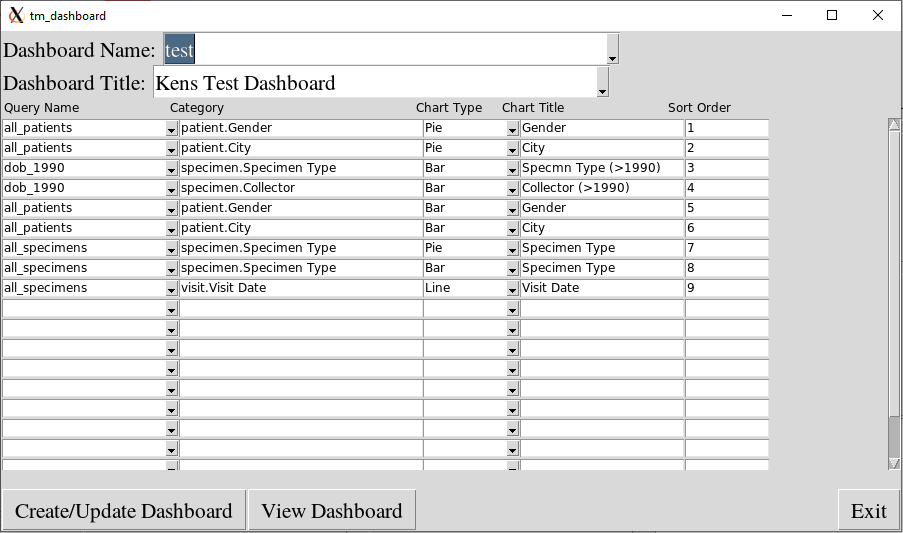 tm_dashboard
Dashboard Name: test
Dashboard Title: Kens Test Dashboard
Query Name Category Chart Type Chart Title Sort Order
all_patients patient.Gender Pie Gender 1
all_patients patient.City Pie City 2
dob_1990 specimen.Specimen Type Bar Specmn Type (>1990) 3
dob_1990 specimen.Collector Bar Collector (>1990) 4
all_patients patient.Gender Bar Gender 5
all_patients patient.City Bar City 6
all_specimens specimen.Specimen Type Pie Specimen Type 7
all_specimens specimen.Specimen Type Bar Specimen Type 8
all_specimens visit.Visit Date Line Visit Date 9
Create/Update Dashboard View Dashboard Exit